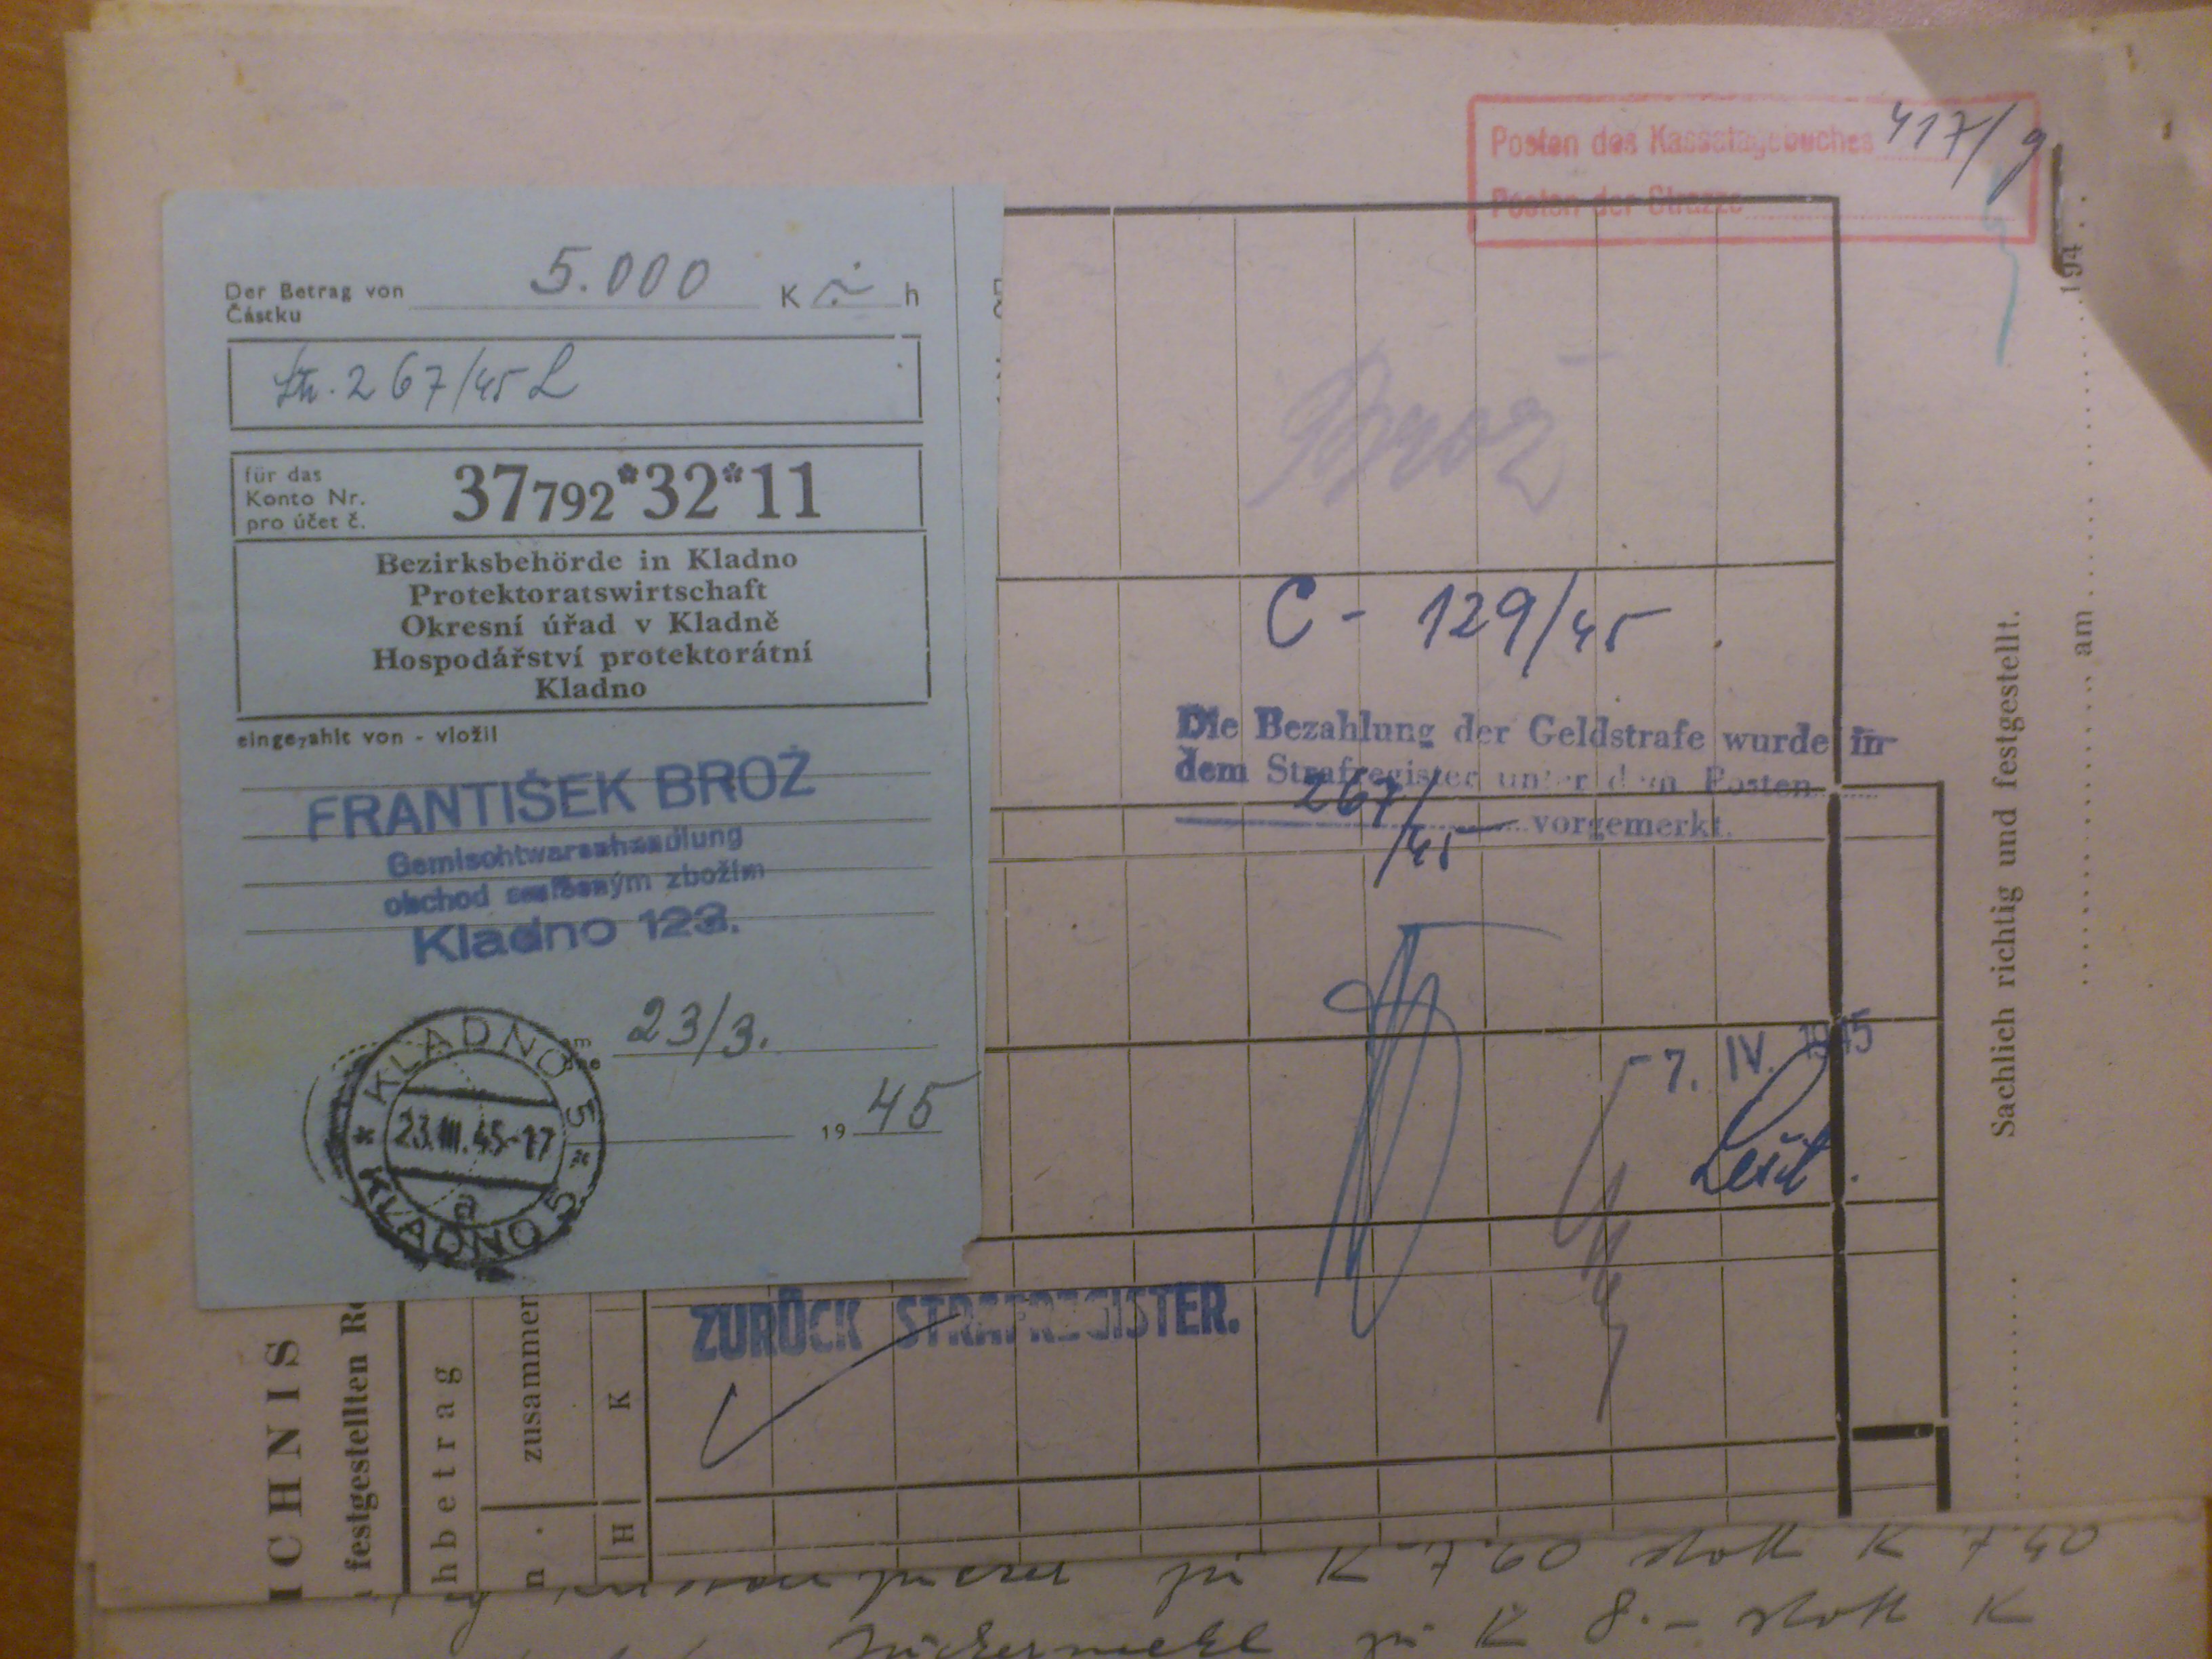 Posten des Kassatagebuches 417/9
Posten der Strazze
Der Betrag von 5.000 K h
Částku
Str. 267/45 L
für das
Konto Nr.
pro účet č.
37792*32*11
Bezirksbehörde in Kladno
Protektoratswirtschaft
Okresní úřad v Kladně
Hospodářství protektorátní
Kladno
eingezahlt von - vložil
FRANTIŠEK BROŽ
Gemischtwarenhandlung
obchod smíšeným zbožím
Kladno 123.
am 23/3.
dne
1945
KLADNO 5
23.III.45-17
a
KLADNO 5
Brož
C - 129/45
Die Bezahlung der Geldstrafe wurde in
dem Strafregister unter dem Posten
267/45 vorgemerkt.
-7. IV. 1945
ZURÜCK STRAFREGISTER.
ICHNIS
festgestellten
hbetrag
zusammen
K
H
n.
Sachlich richtig und festgestellt.
am 194
zu K 7.60 statt K 7.40
zu K 8.- statt K